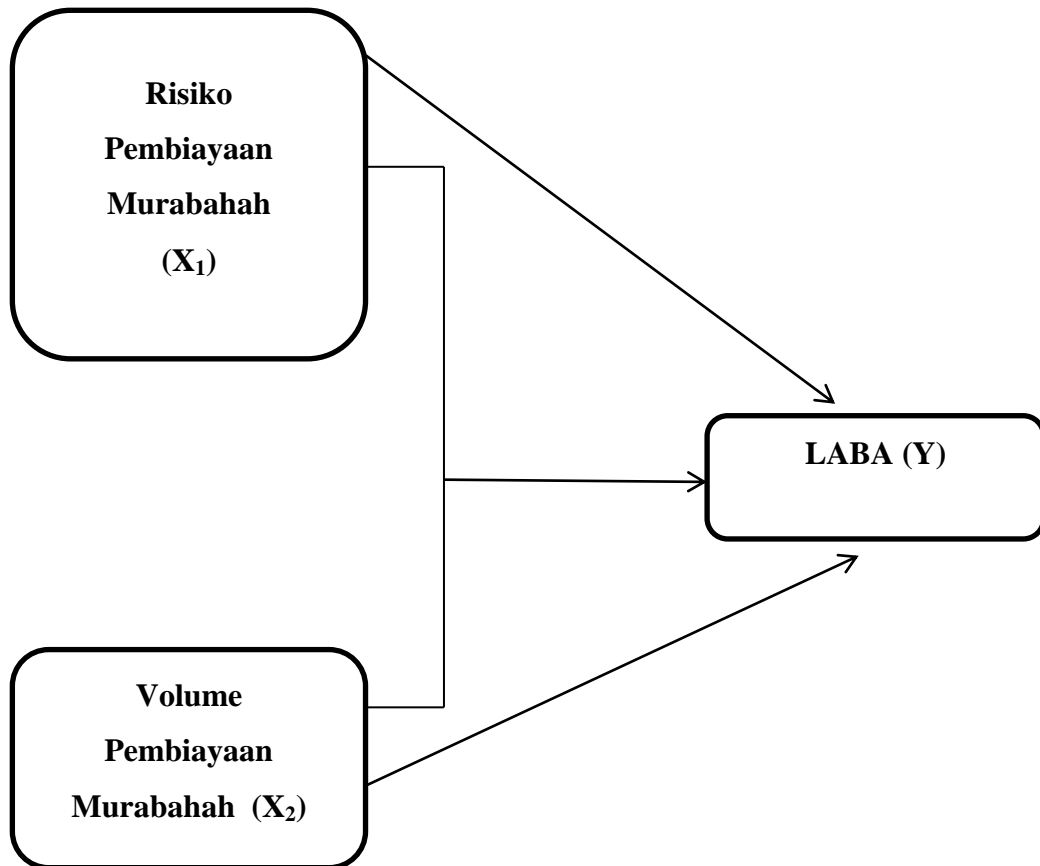 Risiko
Pembiayaan
Murabahah
(X₁)
LABA (Y)
Volume
Pembiayaan
Murabahah (X₂)